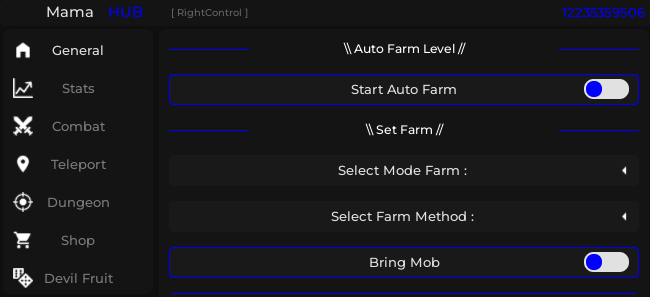 Mama HUB [ RightControl ] 12235359506
General
Stats
Combat
Teleport
Dungeon
Shop
Devil Fruit
\\ Auto Farm Level //
Start Auto Farm
\\ Set Farm //
Select Mode Farm :
Select Farm Method :
Bring Mob